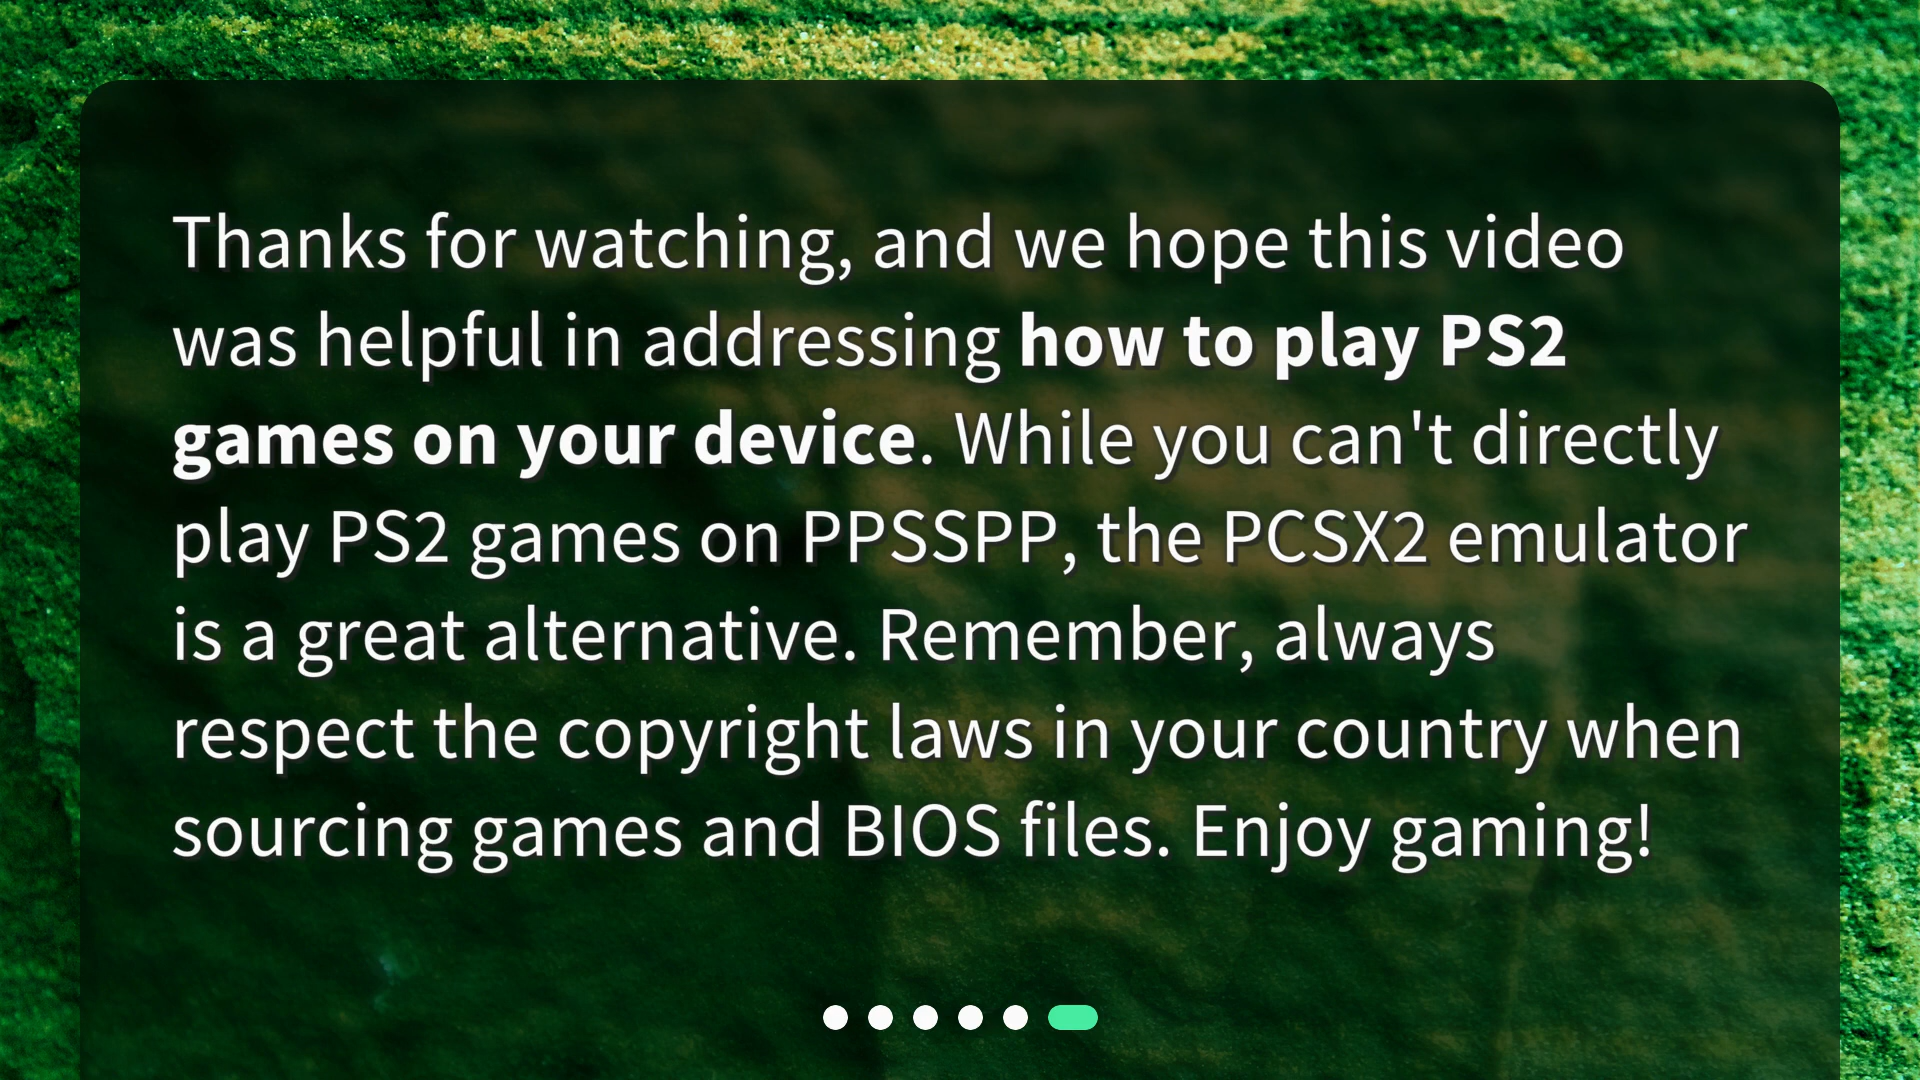 Thanks for watching, and we hope this video
was helpful in addressing how to play PS2
games on your device. While you can't directly
play PS2 games on PPSSPP, the PCSX2 emulator
is a great alternative. Remember, always
respect the copyright laws in your country when
sourcing games and BIOS files. Enjoy gaming!